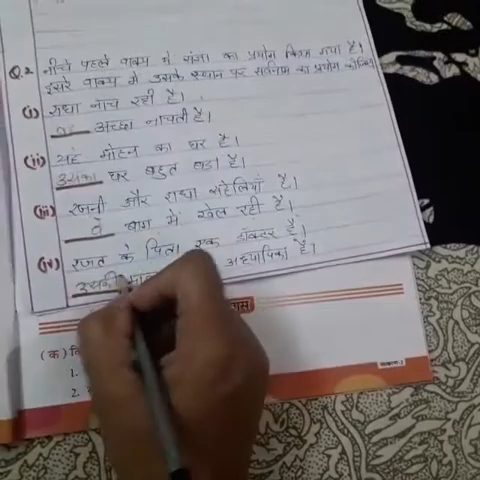 Q.2 नीचे पहले वाक्य में संज्ञा का प्रयोग किया गया है।
दूसरे वाक्य में उसके स्थान पर सर्वनाम का प्रयोग कीजिए
(i) राधा नाच रही है।
वह अच्छा नाचती है।
(ii) यह मोहन का घर है।
उसका घर बहुत बड़ा है।
(iii) रजनी और राधा सहेलियाँ हैं।
वे बाग में खेल रही हैं।
(iv) रजत के पिता एक डॉक्टर हैं।
उसकी अध्यापिका हैं।
(क)
1.
2.